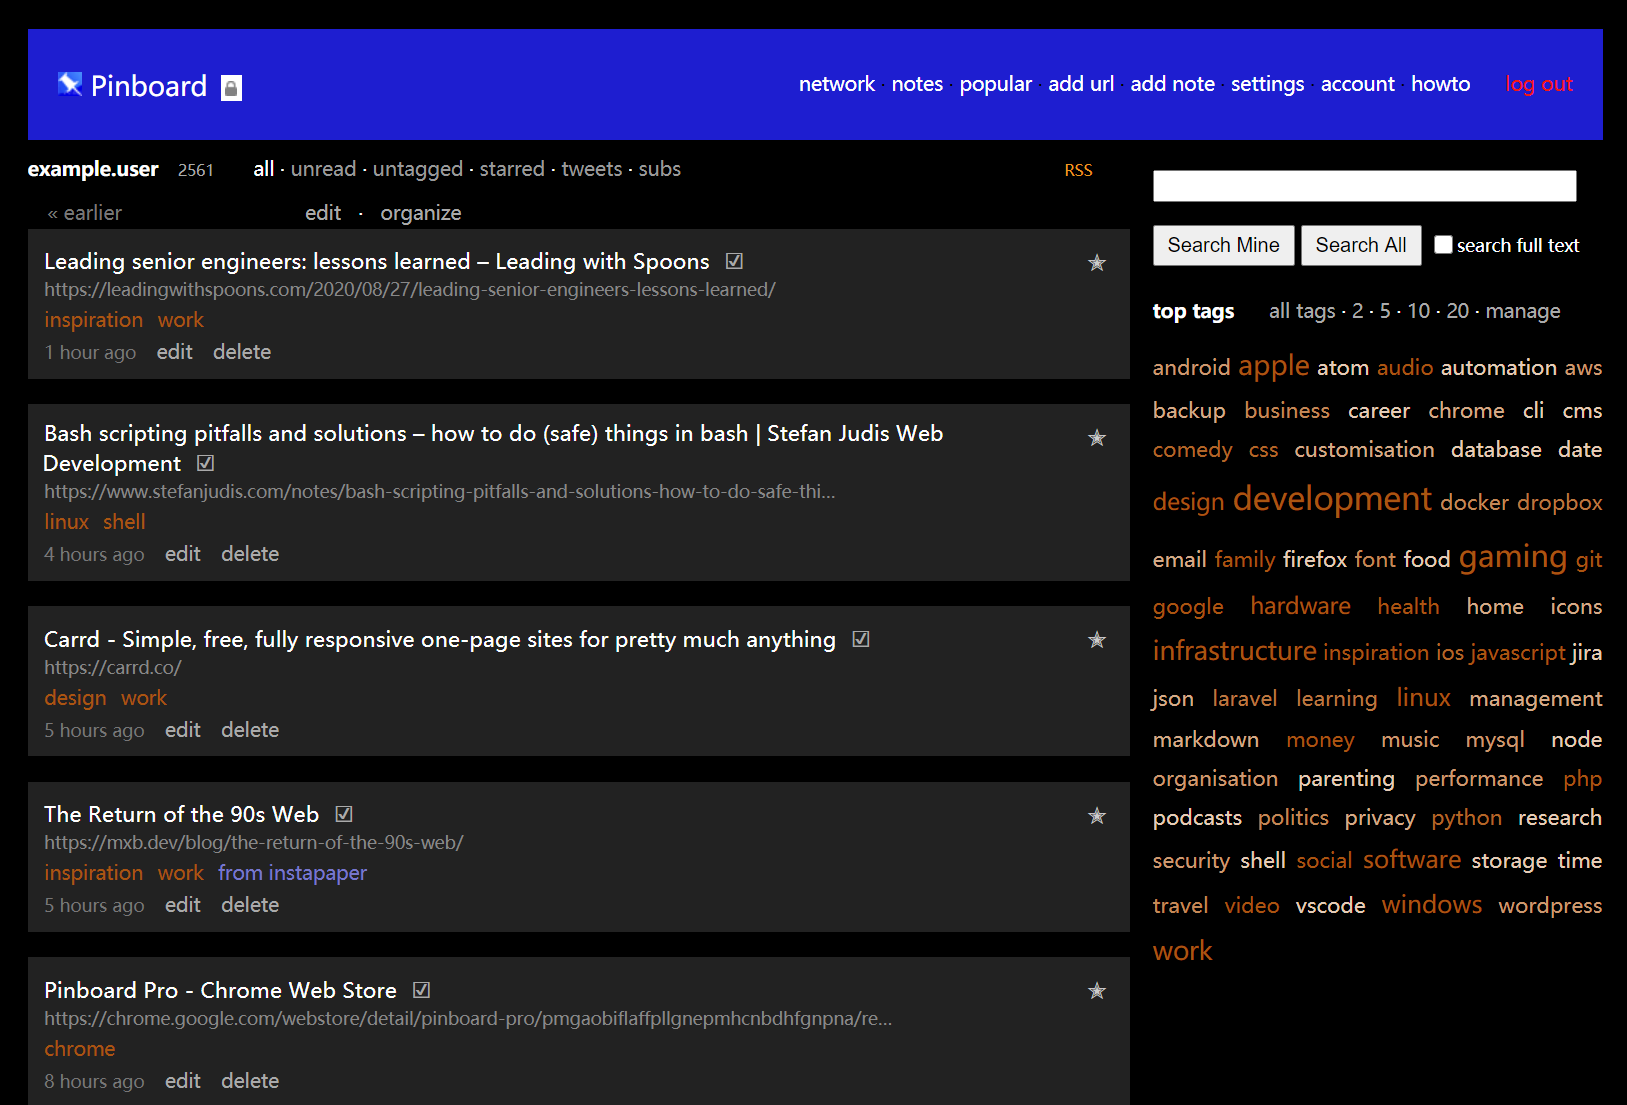 Pinboard
network · notes · popular · add url · add note · settings · account · howto log out
example.user 2561 all · unread · untagged · starred · tweets · subs RSS
« earlier edit · organize
Leading senior engineers: lessons learned – Leading with Spoons ☑
https://leadingwithspoons.com/2020/08/27/leading-senior-engineers-lessons-learned/
inspiration work
1 hour ago edit delete
Bash scripting pitfalls and solutions – how to do (safe) things in bash | Stefan Judis Web
Development ☑
https://www.stefanjudis.com/notes/bash-scripting-pitfalls-and-solutions-how-to-do-safe-thi...
linux shell
4 hours ago edit delete
Carrd - Simple, free, fully responsive one-page sites for pretty much anything ☑
https://carrd.co/
design work
5 hours ago edit delete
The Return of the 90s Web ☑
https://mxb.dev/blog/the-return-of-the-90s-web/
inspiration work from instapaper
5 hours ago edit delete
Pinboard Pro - Chrome Web Store ☑
https://chrome.google.com/webstore/detail/pinboard-pro/pmgaobiflaffpllgnepmhcnbdhfgnpna/re...
chrome
8 hours ago edit delete
Search Mine Search All search full text
top tags all tags · 2 · 5 · 10 · 20 · manage
android apple atom audio automation aws
backup business career chrome cli cms
comedy css customisation database date
design development docker dropbox
email family firefox font food gaming git
google hardware health home icons
infrastructure inspiration ios javascript jira
json laravel learning linux management
markdown money music mysql node
organisation parenting performance php
podcasts politics privacy python research
security shell social software storage time
travel video vscode windows wordpress
work